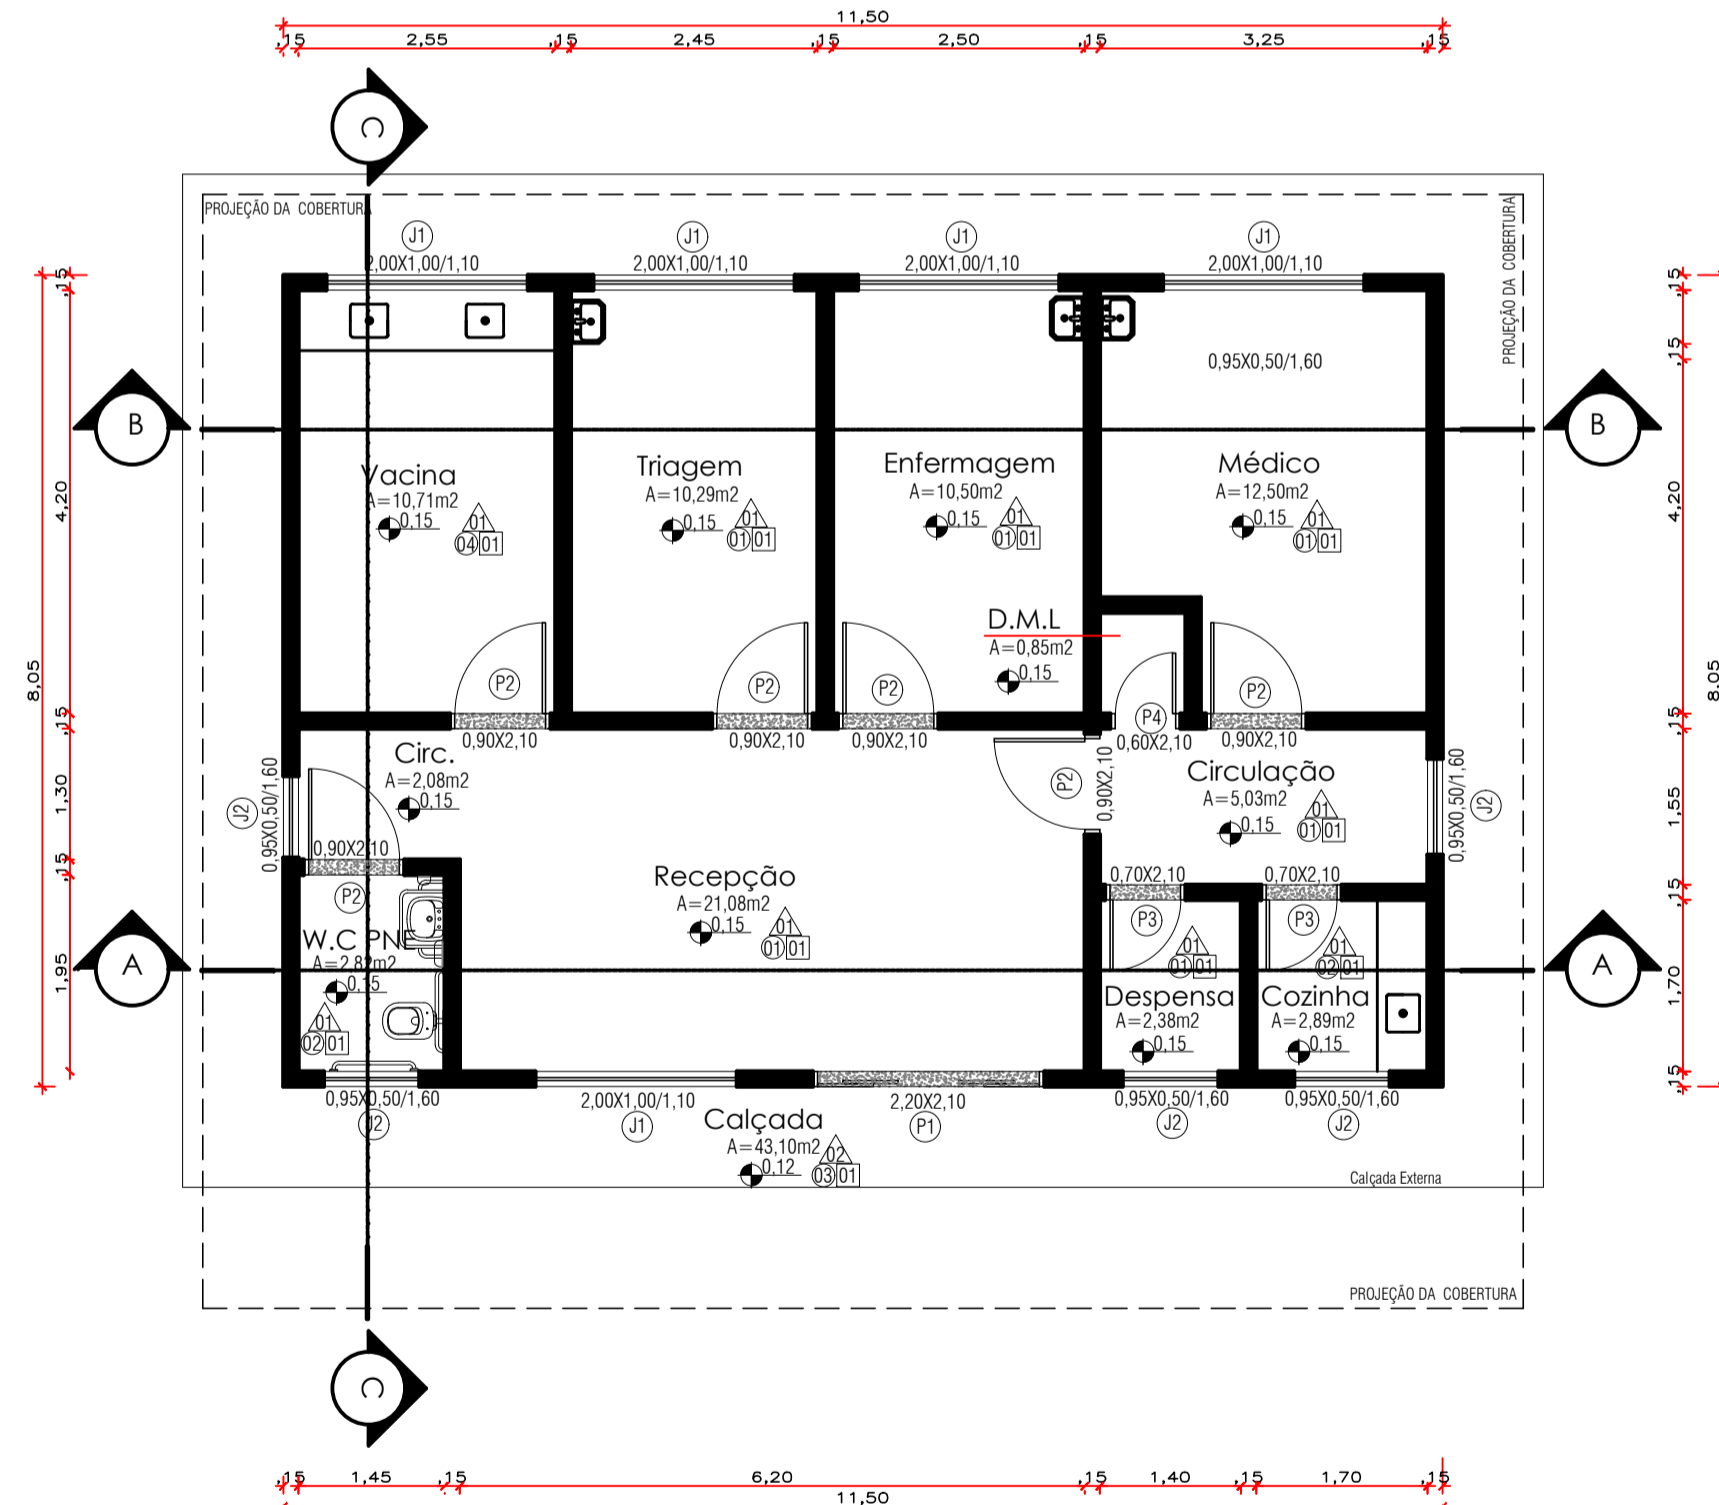 11,50
,15 2,55 ,15 2,45 ,15 2,50 ,15 3,25 ,15
C
PROJEÇÃO DA COBERTURA
PROJEÇÃO DA COBERTURA
J1 J1 J1 J1
2,00X1,00/1,10 2,00X1,00/1,10 2,00X1,00/1,10 2,00X1,00/1,10
,15 ,15
0,95X0,50/1,60
,15
B B
Vacina
A=10,71m2
0,15
01
04 01
Triagem
A=10,29m2
0,15
01
01 01
Enfermagem
A=10,50m2
0,15
01
01 01
Médico
A=12,50m2
0,15
01
01 01
4,20 4,20
D.M.L
A=0,85m2
0,15
8,05 8,05
P2 P2 P2 P4 P2
0,90X2,10 0,90X2,10 0,90X2,10 0,60X2,10 0,90X2,10
,15 ,15
Circ.
A=2,08m2
0,15
J2
0,95X0,50/1,60
1,30
P2
0,90X2,10
Circulação
A=5,03m2
0,15
01
01 01
0,95X0,50/1,60
J2
1,55
0,90X2,10
P2
,15 ,15
Recepção
A=21,08m2
0,15
01
01 01
0,70X2,10 0,70X2,10
P3 P3
W.C PNE
A=2,82m2
0,15
01
02 01
1,95
A A
01
01 01
Despensa
A=2,38m2
0,15
01
02 01
Cozinha
A=2,89m2
0,15
1,70
,15
0,95X0,50/1,60 2,00X1,00/1,10 2,20X2,10 0,95X0,50/1,60 0,95X0,50/1,60
J2 J1 P1 J2 J2
Calçada
A=43,10m2
0,12
02
03 01
Calçada Externa
PROJEÇÃO DA COBERTURA
C
,15 1,45 ,15 6,20 ,15 1,40 ,15 1,70 ,15
11,50